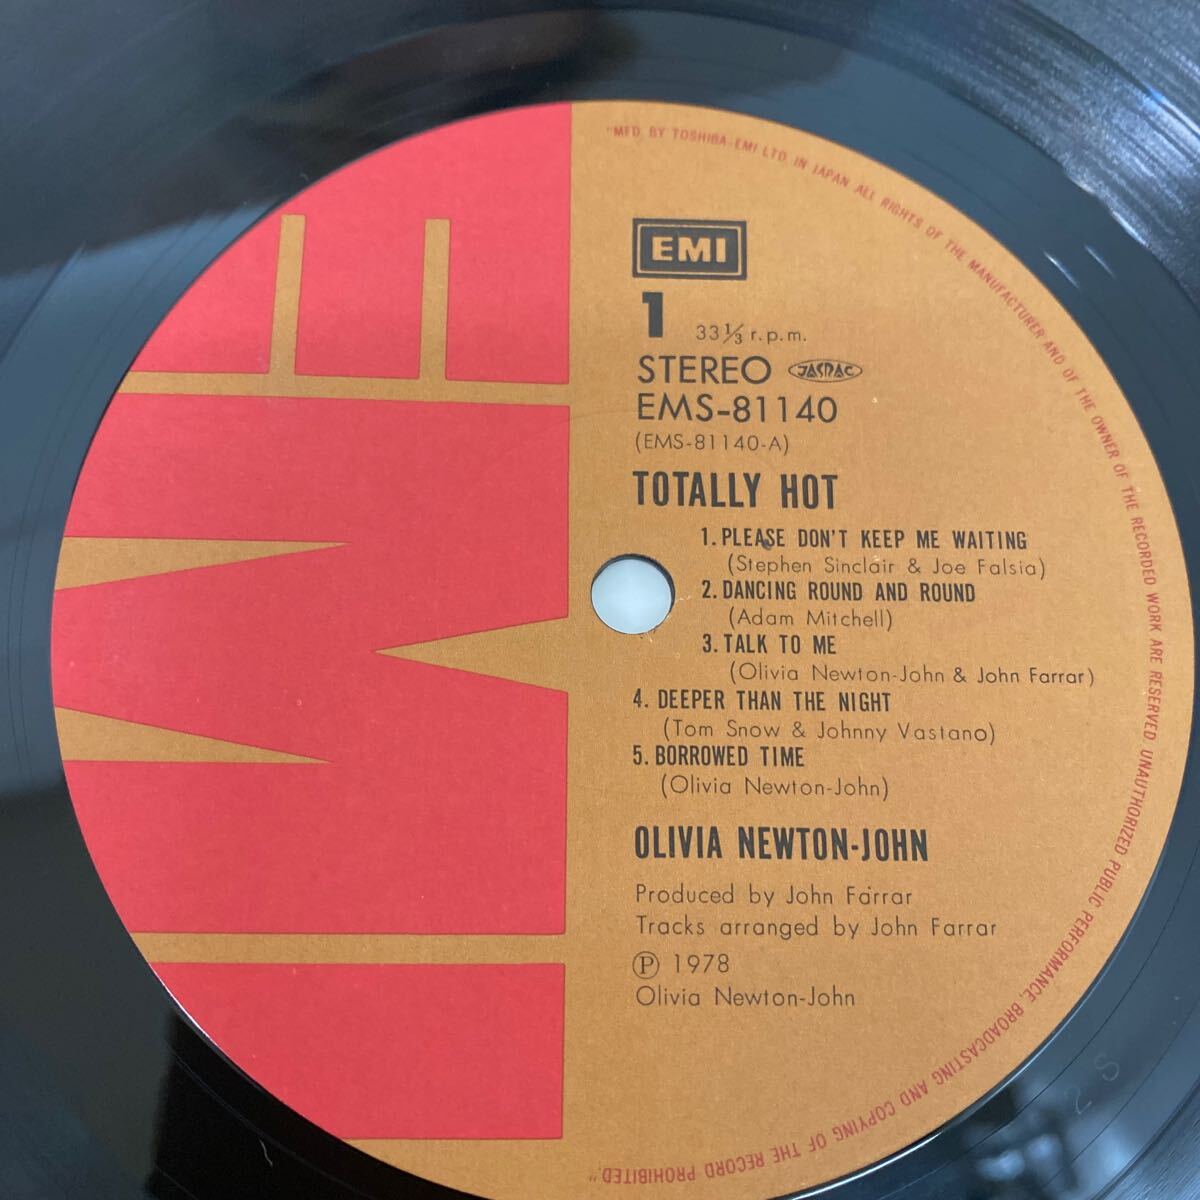 "MFD. BY TOSHIBA-EMI LTD. IN JAPAN. ALL RIGHTS OF THE MANUFACTURER AND OF THE OWNER OF THE RECORDED WORK ARE RESERVED. UNAUTHORIZED PUBLIC PERFORMANCE, BROADCASTING AND COPYING OF THE RECORD PROHIBITED."
EMI
EMI
1 33⅓ r.p.m.
STEREO JASRAC
EMS-81140
(EMS-81140-A)
TOTALLY HOT
1. PLEASE DON'T KEEP ME WAITING
(Stephen Sinclair & Joe Falsia)
2. DANCING ROUND AND ROUND
(Adam Mitchell)
3. TALK TO ME
(Olivia Newton-John & John Farrar)
4. DEEPER THAN THE NIGHT
(Tom Snow & Johnny Vastano)
5. BORROWED TIME
(Olivia Newton-John)
OLIVIA NEWTON-JOHN
Produced by John Farrar
Tracks arranged by John Farrar
Ⓟ 1978
Olivia Newton-John
2 S